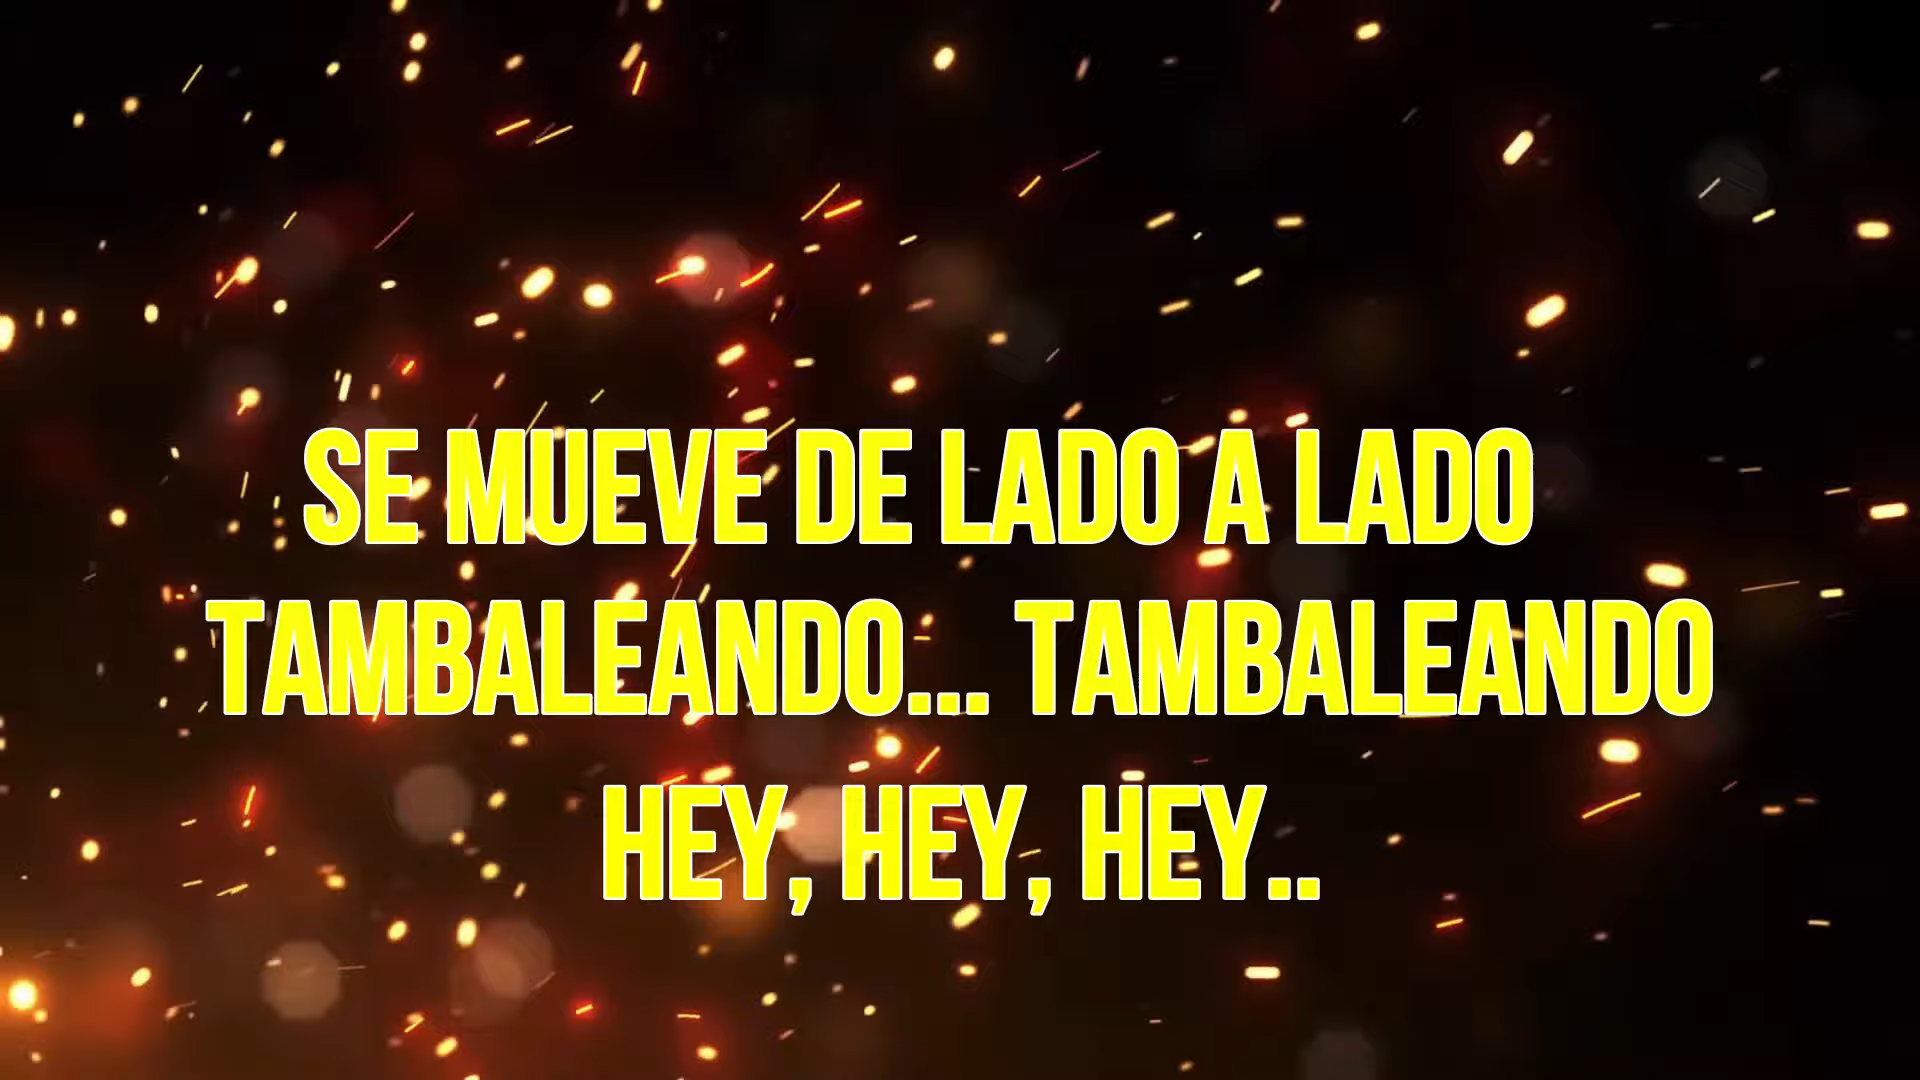 SE MUEVE DE LADO A LADO
TAMBALEANDO... TAMBALEANDO
HEY, HEY, HEY..